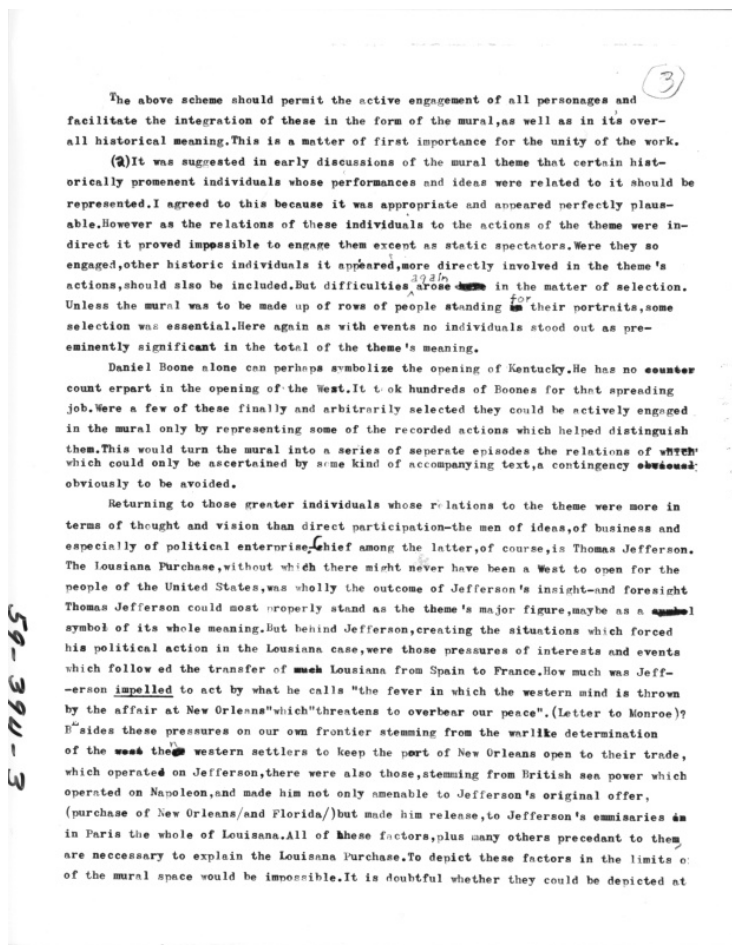 3
The above scheme should permit the active engagement of all personages and
facilitate the integration of these in the form of the mural,as well as in it's over-
all historical meaning.This is a matter of first importance for the unity of the work.
(a)It was suggested in early discussions of the mural theme that certain hist-
orically promenent individuals whose performances and ideas were related to it should be
represented.I agreed to this because it was appropriate and appeared perfectly plaus-
able.However as the relations of these individuals to the actions of the theme were in-
direct it proved impossible to engage them except as static spectators.Were they so
engaged,other historic individuals it appeared,more directly involved in the theme's
actions,should slso be included.But difficulties again arose in the matter of selection.
Unless the mural was to be made up of rows of people standing for their portraits,some
selection was essential.Here again as with events no individuals stood out as pre-
eminently significant in the total of the theme's meaning.
Daniel Boone alone can perhaps symbolize the opening of Kentucky.He has no counter
count erpart in the opening of the West.It t ok hundreds of Boones for that spreading
job.Were a few of these finally and arbitrarily selected they could be actively engaged
in the mural only by representing some of the recorded actions which helped distinguish
them.This would turn the mural into a series of seperate episodes the relations of which
which could only be ascertained by some kind of accompanying text,a contingency obvious
obviously to be avoided.
Returning to those greater individuals whose relations to the theme were more in
terms of thought and vision than direct participation-the men of ideas,of business and
especially of political enterprise.Chief among the latter,of course,is Thomas Jefferson.
The Lousiana Purchase,without which there might never have been a West to open for the
people of the United States,was wholly the outcome of Jefferson's insight-and foresight
Thomas Jefferson could most properly stand as the theme's major figure,maybe as a symbol
symbol of its whole meaning.But behind Jefferson,creating the situations which forced
his political action in the Lousiana case,were those pressures of interests and events
which follow ed the transfer of much Lousiana from Spain to France.How much was Jeff-
-erson impelled to act by what he calls "the fever in which the western mind is thrown
by the affair at New Orleans"which"threatens to overbear our peace".(Letter to Monroe)?
B sides these pressures on our own frontier stemming from the warlike determination
of the west then western settlers to keep the port of New Orleans open to their trade,
which operated on Jefferson,there were also those,stemming from British sea power which
operated on Napoleon,and made him not only amenable to Jefferson's original offer,
(purchase of New Orleans/and Florida/)but made him release,to Jefferson's emmisaries in
in Paris the whole of Louisana.All of these factors,plus many others precedant to them,
are neccessary to explain the Louisana Purchase.To depict these factors in the limits o
of the mural space would be impossible.It is doubtful whether they could be depicted at
59-394-3